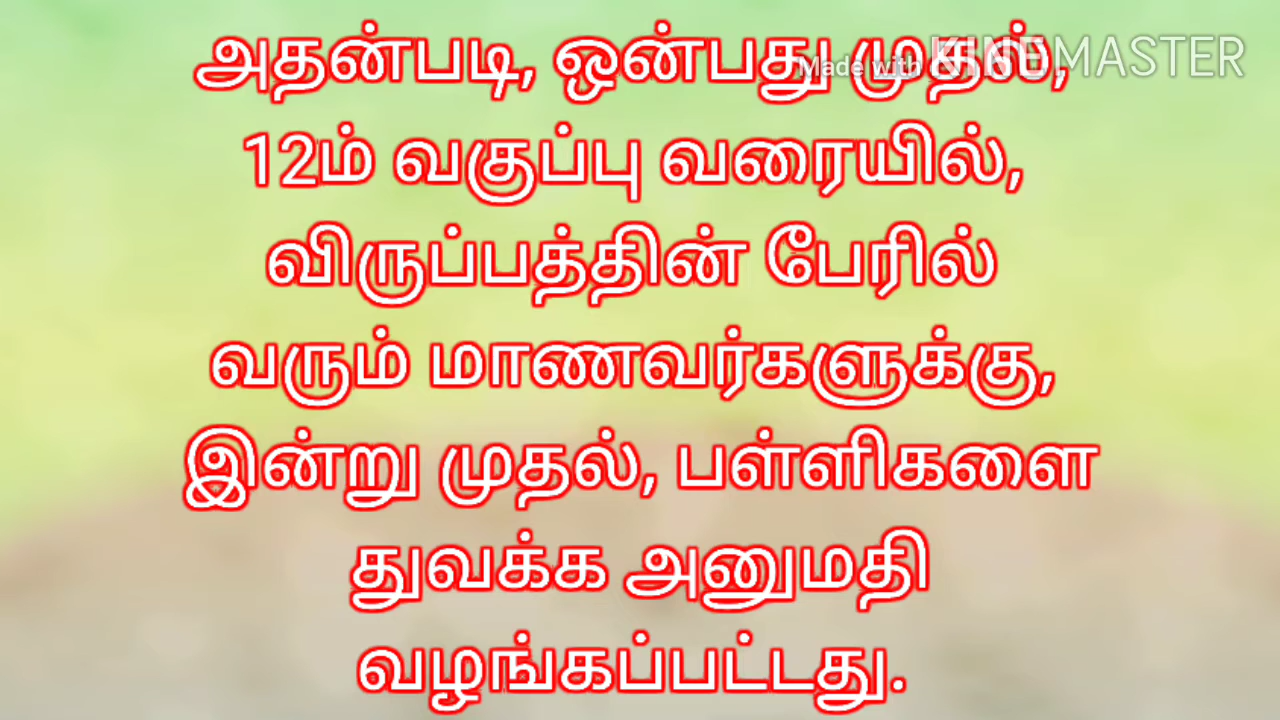 அதன்படி, ஒன்பது முதல்,
Made with KINEMASTER
12ம் வகுப்பு வரையில்,
விருப்பத்தின் பேரில்
வரும் மாணவர்களுக்கு,
இன்று முதல், பள்ளிகளை
துவக்க அனுமதி
வழங்கப்பட்டது.